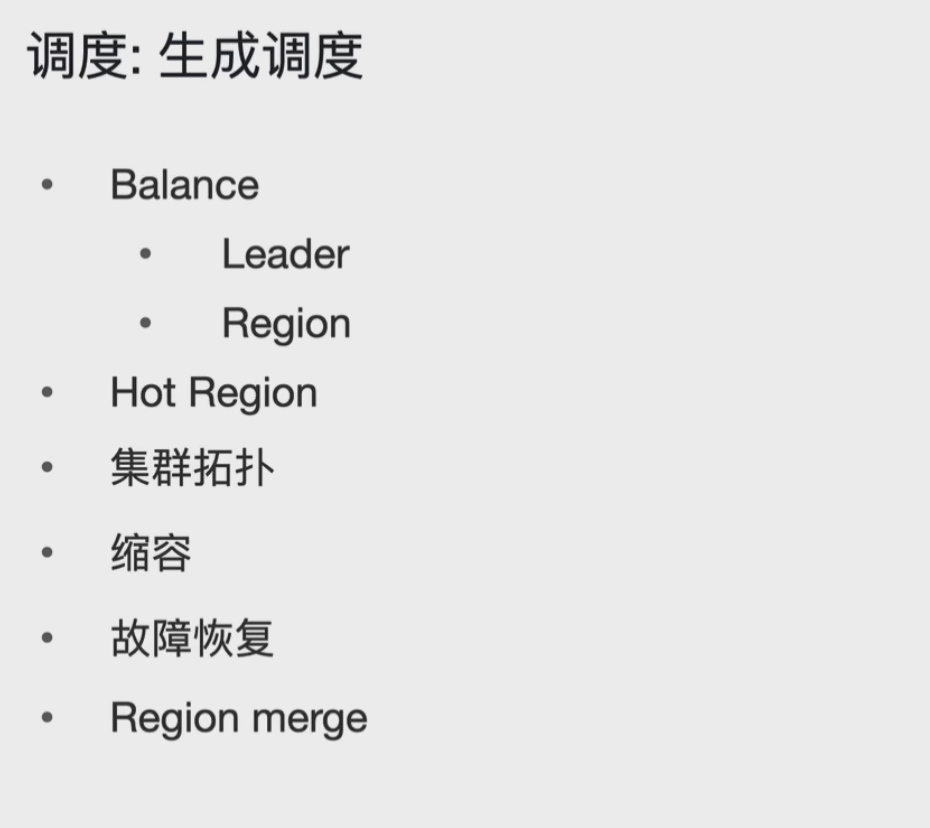 调度: 生成调度
• Balance
• Leader
• Region
• Hot Region
• 集群拓扑
• 缩容
• 故障恢复
• Region merge